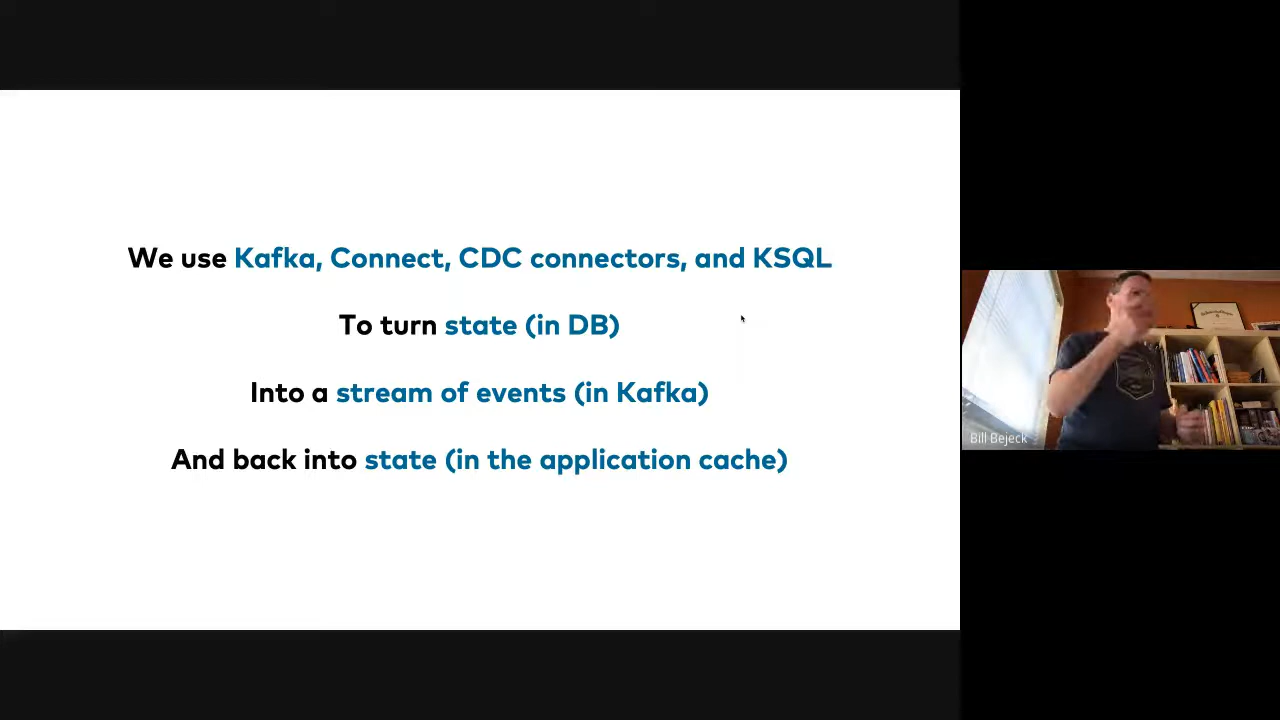 We use Kafka, Connect, CDC connectors, and KSQL
To turn state (in DB)
Into a stream of events (in Kafka)
And back into state (in the application cache)
Bill Bejeck